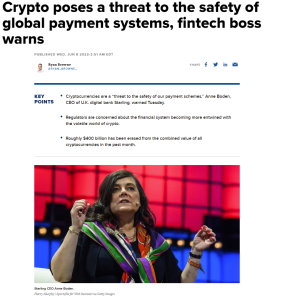 Crypto poses a threat to the safety of
global payment systems, fintech boss
warns
PUBLISHED WED, JUN 8 2022 3:51 AM EDT
Ryan Browne
SHARE
KEY
POINTS
Cryptocurrencies are a "threat to the safety of our payment schemes," Anne Boden,
CEO of U.K. digital bank Starling, warned Tuesday.
Regulators are concerned about the financial system becoming more entwined with
the volatile world of crypto.
Roughly $400 billion has been erased from the combined value of all
cryptocurrencies in the past month.
Starling CEO Anne Boden